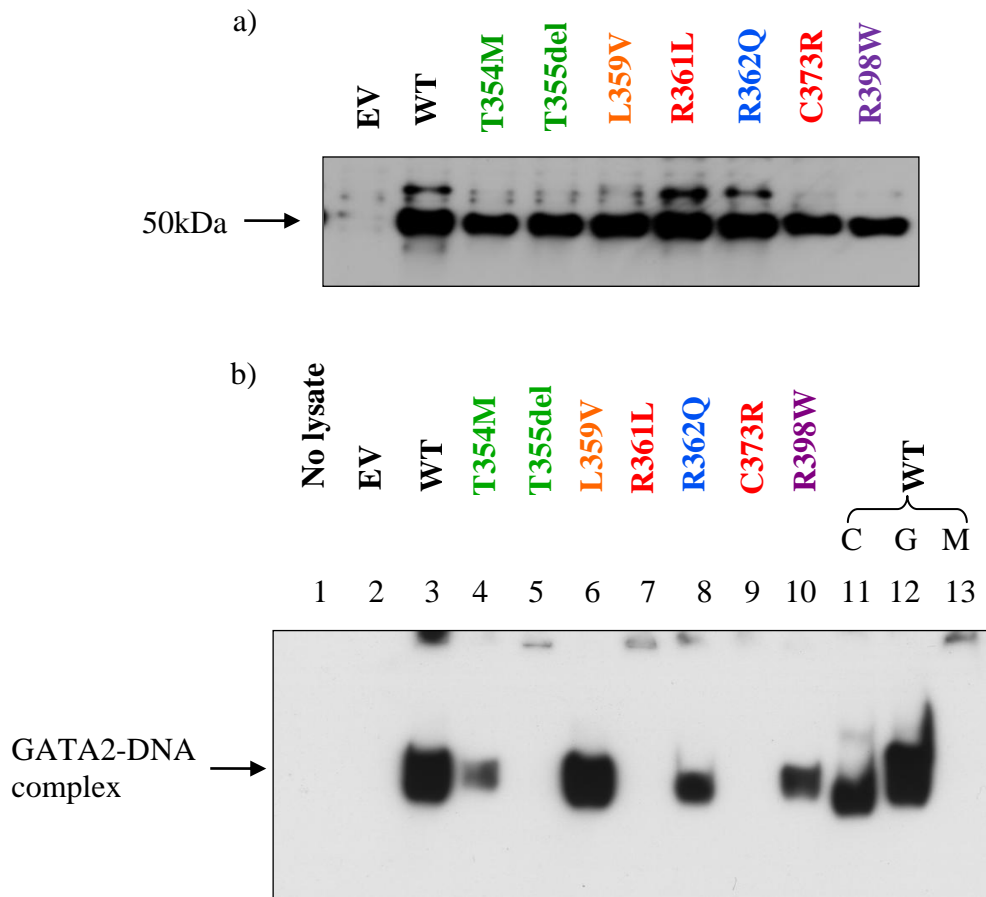 a)
EV WT T354M T355del L359V R361L R362Q C373R R398W
50kDa
b)
No lysate EV WT T354M T355del L359V R361L R362Q C373R R398W WT
C G M
1 2 3 4 5 6 7 8 9 10 11 12 13
GATA2-DNA
complex